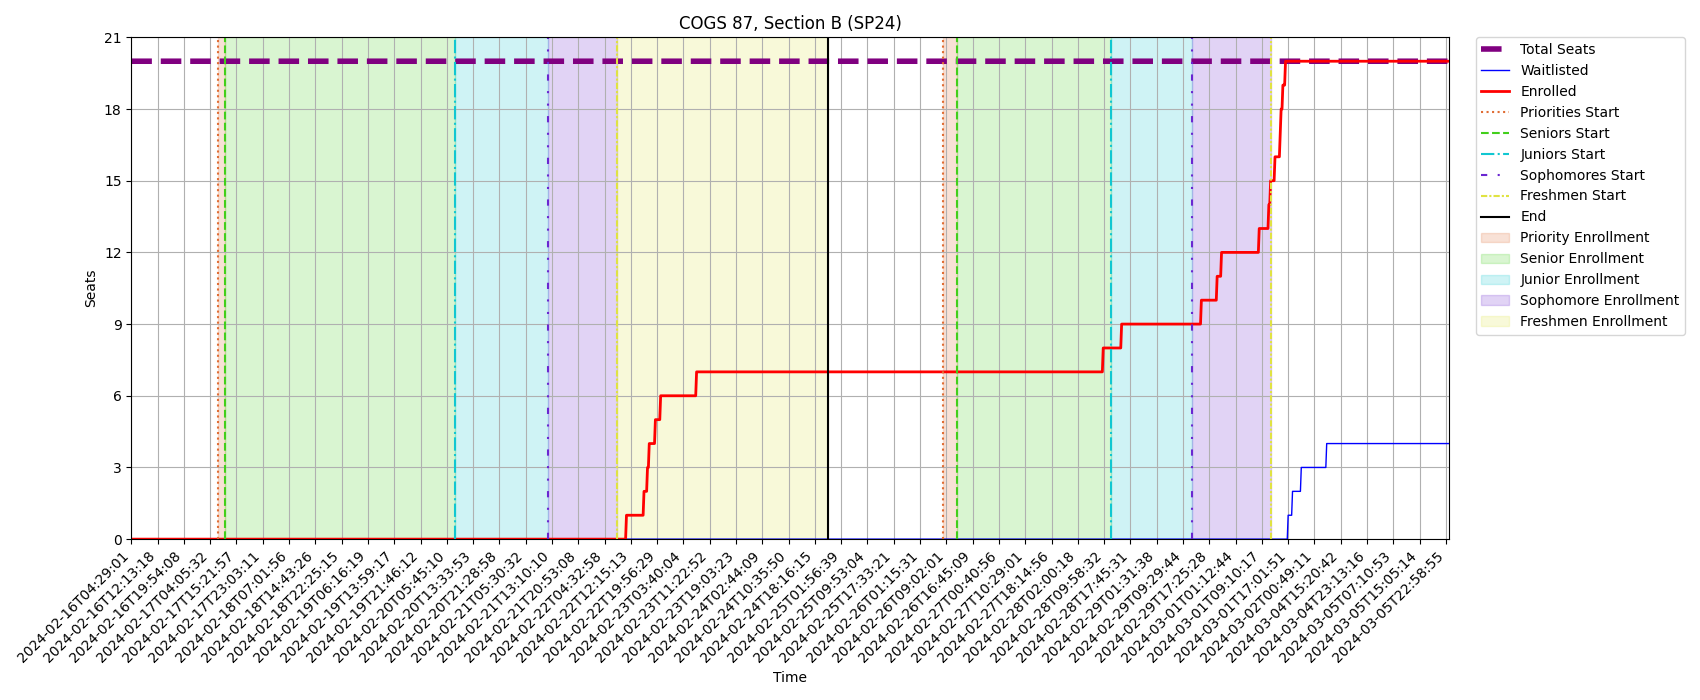 COGS 87, Section B (SP24)
21
18
15
12
9
6
3
0
Seats
2024-02-16T04:29:01
2024-02-16T12:13:18
2024-02-16T19:54:08
2024-02-17T04:05:32
2024-02-17T15:21:57
2024-02-17T23:03:11
2024-02-18T07:01:56
2024-02-18T14:43:26
2024-02-18T22:25:15
2024-02-19T06:16:19
2024-02-19T13:59:17
2024-02-19T21:46:12
2024-02-20T05:45:10
2024-02-20T13:33:53
2024-02-20T21:28:58
2024-02-21T05:30:32
2024-02-21T13:10:10
2024-02-21T20:53:08
2024-02-22T04:32:58
2024-02-22T12:15:13
2024-02-22T19:56:29
2024-02-23T03:40:04
2024-02-23T11:22:52
2024-02-23T19:03:23
2024-02-24T02:44:09
2024-02-24T10:35:50
2024-02-24T18:16:15
2024-02-25T01:56:39
2024-02-25T09:53:04
2024-02-25T17:33:21
2024-02-26T01:15:31
2024-02-26T09:02:01
2024-02-26T16:45:09
2024-02-27T00:40:56
2024-02-27T10:29:01
2024-02-27T18:14:56
2024-02-28T02:00:18
2024-02-28T09:58:32
2024-02-28T17:45:31
2024-02-29T01:31:38
2024-02-29T09:29:44
2024-02-29T17:25:28
2024-03-01T01:12:44
2024-03-01T09:10:17
2024-03-01T17:01:51
2024-03-02T00:49:11
2024-03-04T15:20:42
2024-03-04T23:13:16
2024-03-05T07:10:53
2024-03-05T15:05:14
2024-03-05T22:58:55
Time
Total Seats
Waitlisted
Enrolled
Priorities Start
Seniors Start
Juniors Start
Sophomores Start
Freshmen Start
End
Priority Enrollment
Senior Enrollment
Junior Enrollment
Sophomore Enrollment
Freshmen Enrollment